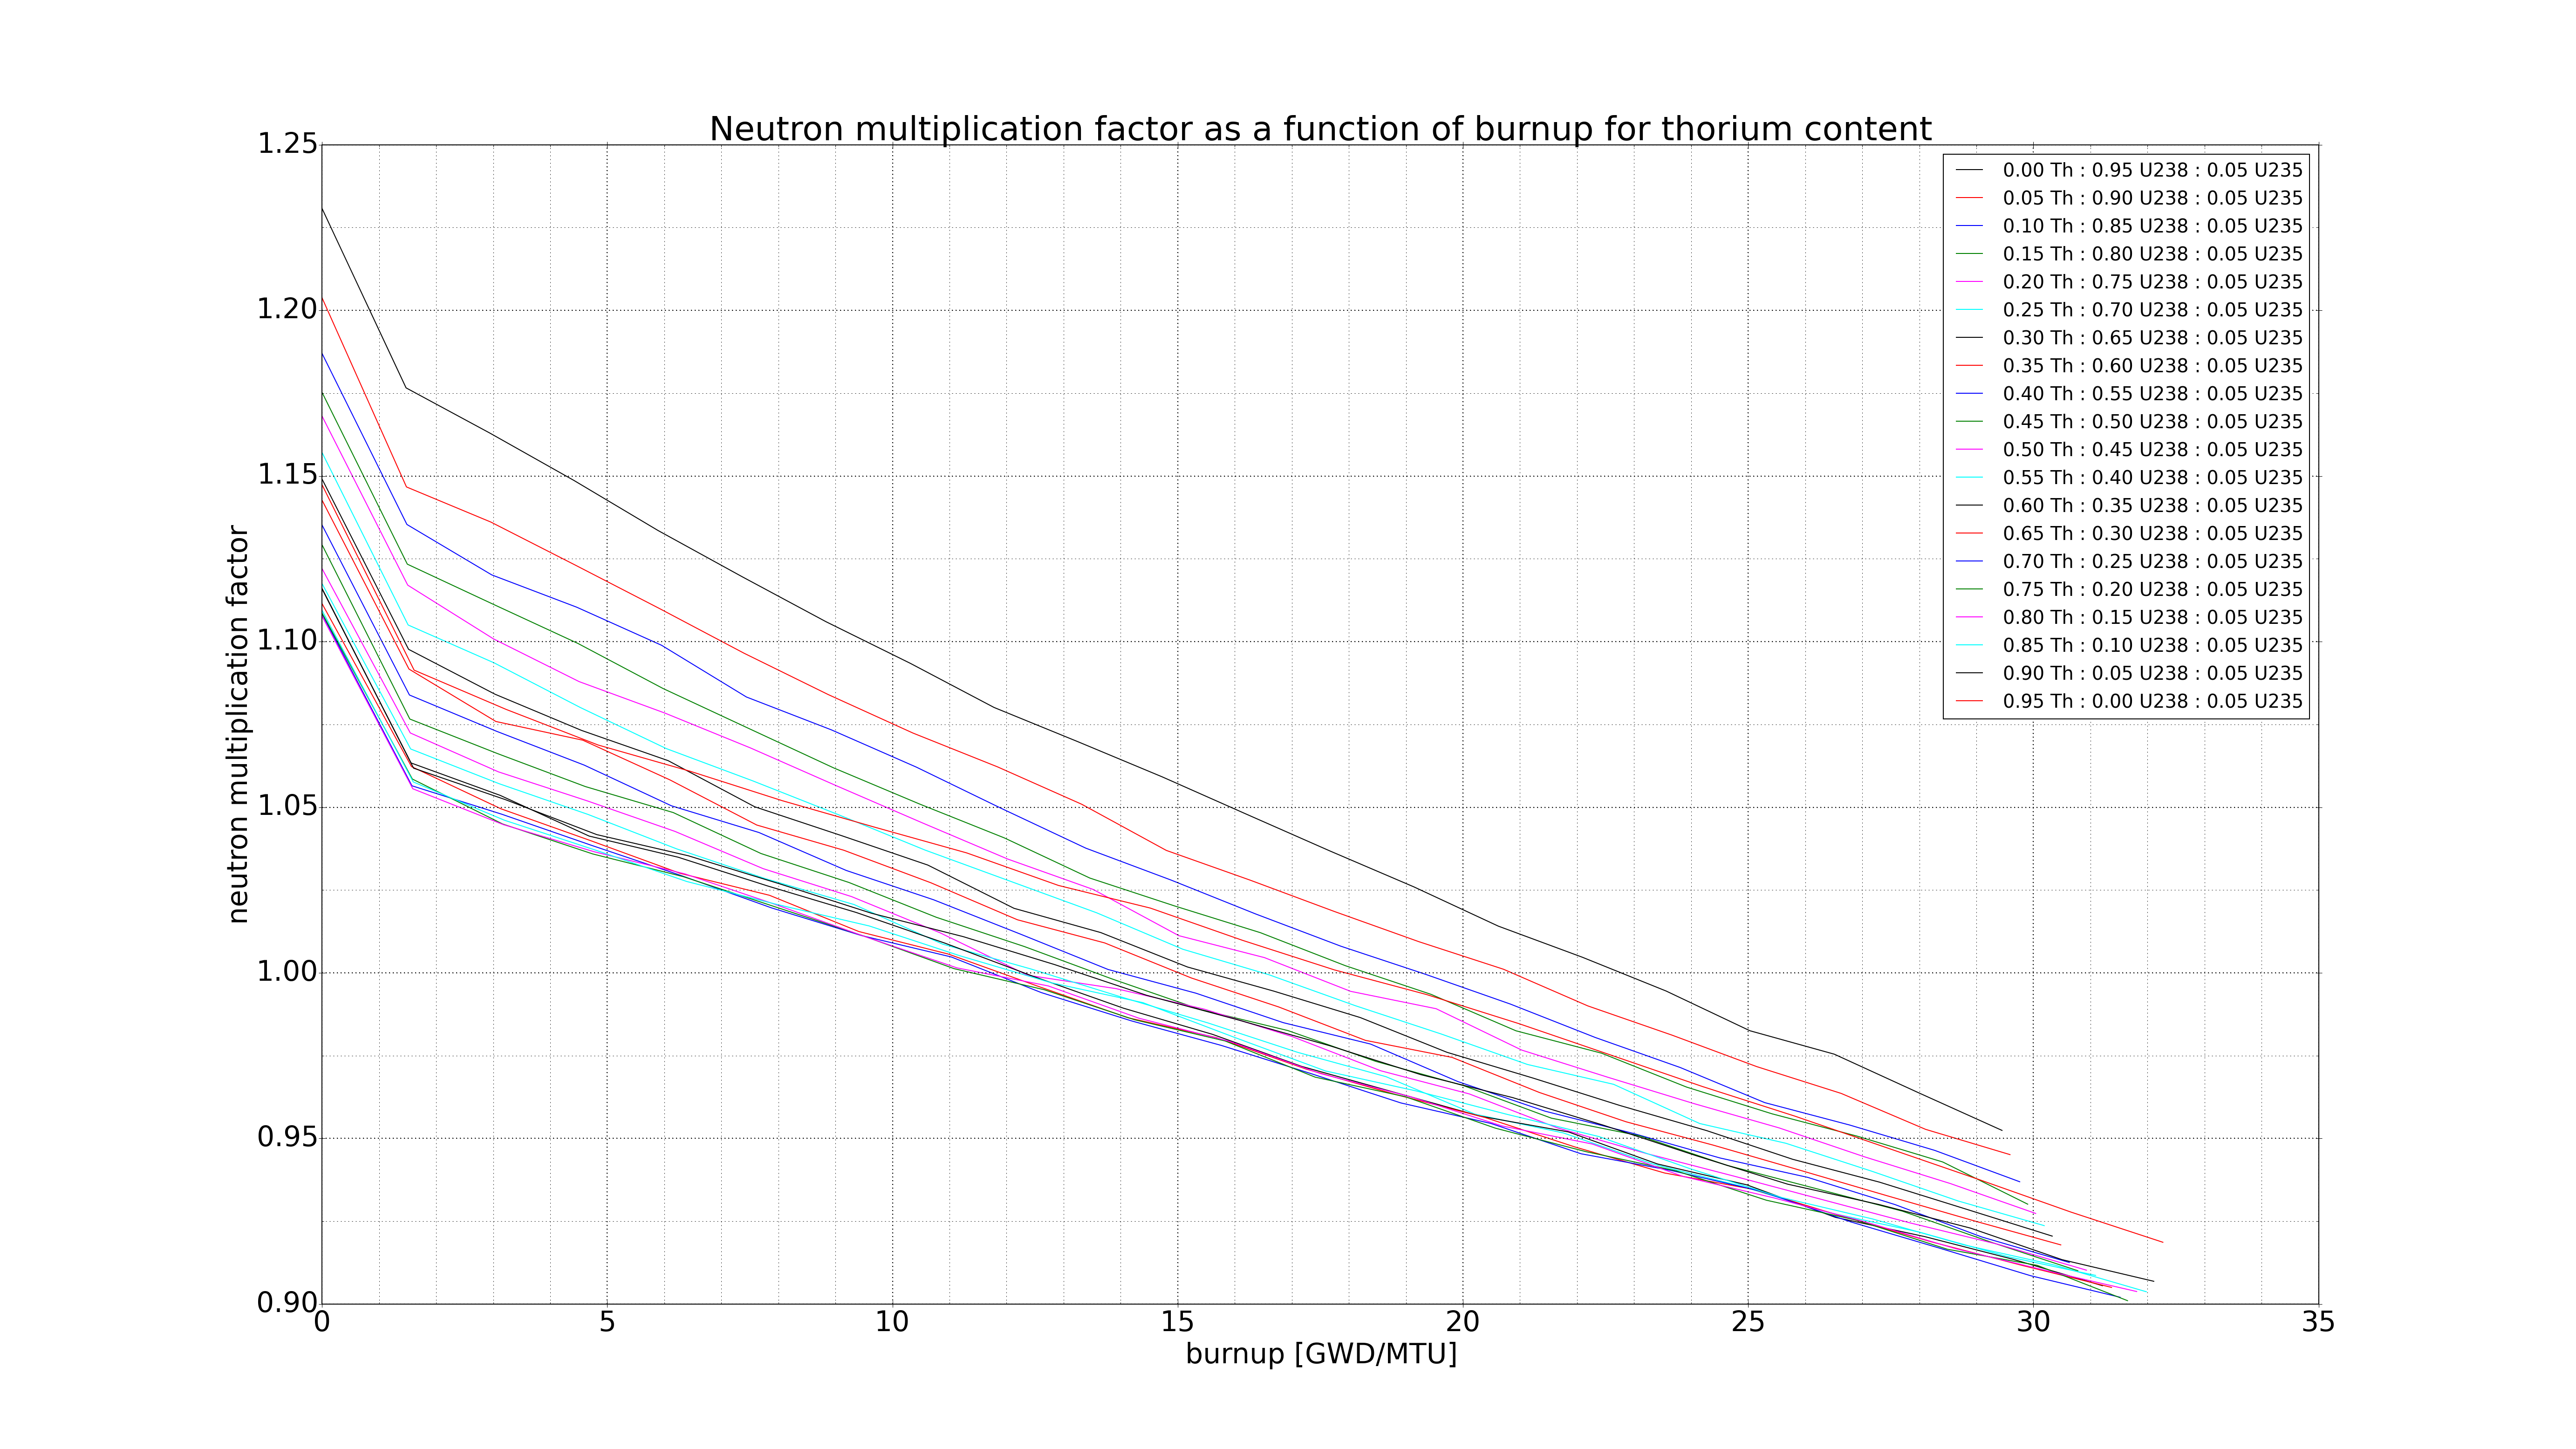 Neutron multiplication factor as a function of burnup for thorium content
1.25
1.20
1.15
1.10
1.05
1.00
0.95
0.90
neutron multiplication factor
0.00 Th : 0.95 U238 : 0.05 U235
0.05 Th : 0.90 U238 : 0.05 U235
0.10 Th : 0.85 U238 : 0.05 U235
0.15 Th : 0.80 U238 : 0.05 U235
0.20 Th : 0.75 U238 : 0.05 U235
0.25 Th : 0.70 U238 : 0.05 U235
0.30 Th : 0.65 U238 : 0.05 U235
0.35 Th : 0.60 U238 : 0.05 U235
0.40 Th : 0.55 U238 : 0.05 U235
0.45 Th : 0.50 U238 : 0.05 U235
0.50 Th : 0.45 U238 : 0.05 U235
0.55 Th : 0.40 U238 : 0.05 U235
0.60 Th : 0.35 U238 : 0.05 U235
0.65 Th : 0.30 U238 : 0.05 U235
0.70 Th : 0.25 U238 : 0.05 U235
0.75 Th : 0.20 U238 : 0.05 U235
0.80 Th : 0.15 U238 : 0.05 U235
0.85 Th : 0.10 U238 : 0.05 U235
0.90 Th : 0.05 U238 : 0.05 U235
0.95 Th : 0.00 U238 : 0.05 U235
0 5 10 15 20 25 30 35
burnup [GWD/MTU]